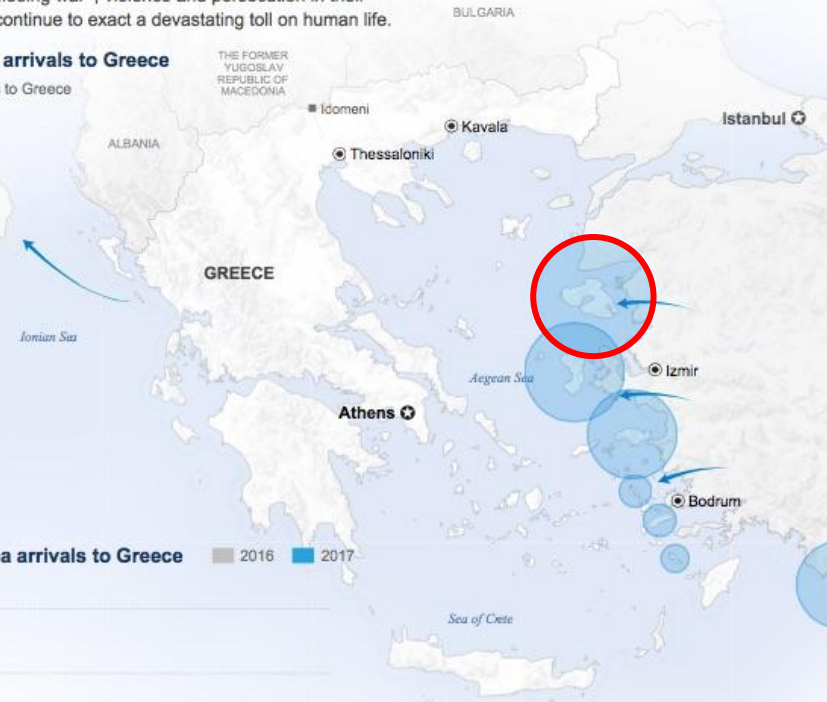 continue to exact a devastating toll on human life.
BULGARIA
arrivals to Greece
to Greece
THE FORMER
YUGOSLAV
REPUBLIC OF
MACEDONIA
Idomeni
Kavala
Istanbul
ALBANIA
Thessaloniki
GREECE
Ionian Sea
Izmir
Aegean Sea
Athens
Bodrum
a arrivals to Greece
2016
2017
Sea of Crete